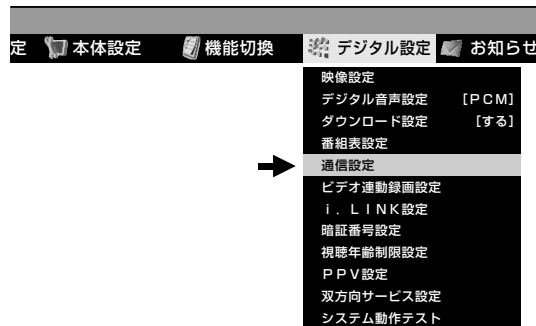 定 本体設定 機能切換 デジタル設定 お知らせ
映像設定
デジタル音声設定 [PCM]
ダウンロード設定 [する]
番組表設定
通信設定
ビデオ連動録画設定
i．LINK設定
暗証番号設定
視聴年齢制限設定
PPV設定
双方向サービス設定
システム動作テスト